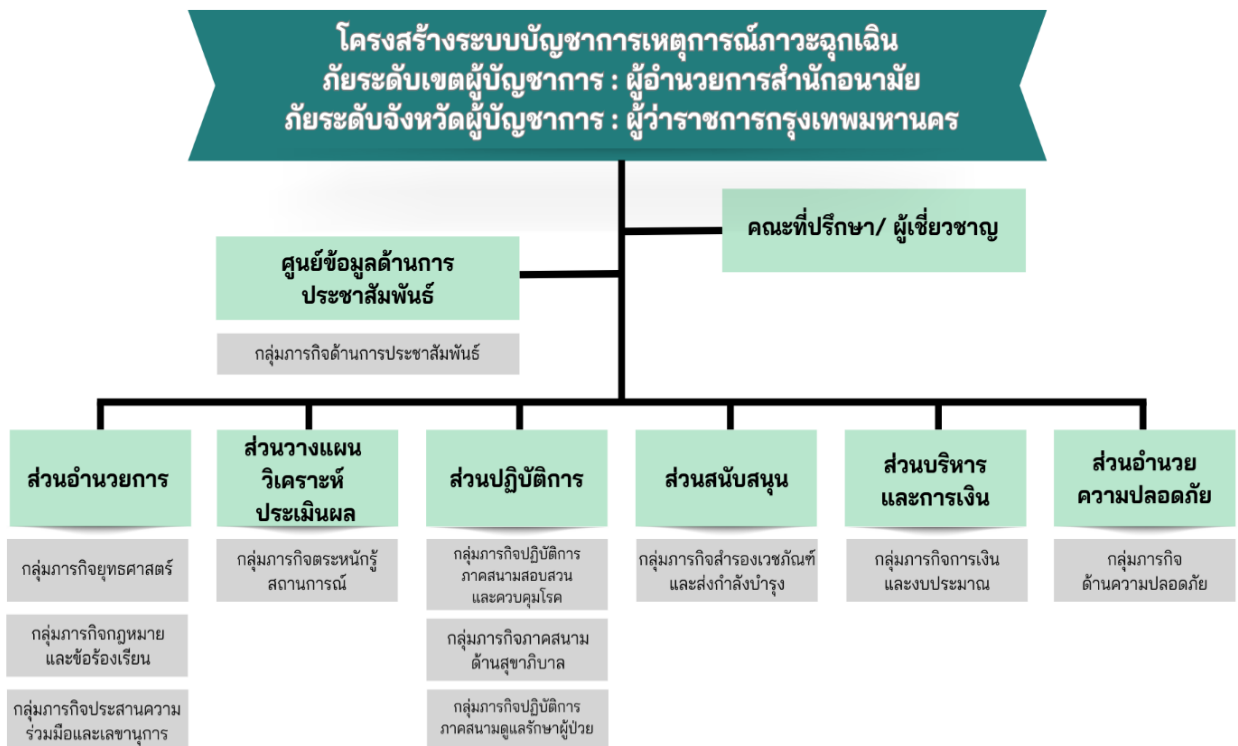 โครงสร้างระบบบัญชาการเหตุการณ์ภาวะฉุกเฉิน
ภัยระดับเขตผู้บัญชาการ : ผู้อำนวยการสำนักอนามัย
ภัยระดับจังหวัดผู้บัญชาการ : ผู้ว่าราชการกรุงเทพมหานคร
คณะที่ปรึกษา/ ผู้เชี่ยวชาญ
ศูนย์ข้อมูลด้านการ
ประชาสัมพันธ์
กลุ่มภารกิจด้านการประชาสัมพันธ์
ส่วนอำนวยการ
กลุ่มภารกิจยุทธศาสตร์
กลุ่มภารกิจกฎหมาย
และข้อร้องเรียน
กลุ่มภารกิจประสานความ
ร่วมมือและเลขานุการ
ส่วนวางแผน
วิเคราะห์
ประเมินผล
กลุ่มภารกิจตระหนักรู้
สถานการณ์
ส่วนปฏิบัติการ
กลุ่มภารกิจปฏิบัติการ
ภาคสนามสอบสวน
และควบคุมโรค
กลุ่มภารกิจภาคสนาม
ด้านสุขาภิบาล
กลุ่มภารกิจปฏิบัติการ
ภาคสนามดูแลรักษาผู้ป่วย
ส่วนสนับสนุน
กลุ่มภารกิจสำรองเวชภัณฑ์
และส่งกำลังบำรุง
ส่วนบริหาร
และการเงิน
กลุ่มภารกิจการเงิน
และงบประมาณ
ส่วนอำนวย
ความปลอดภัย
กลุ่มภารกิจ
ด้านความปลอดภัย